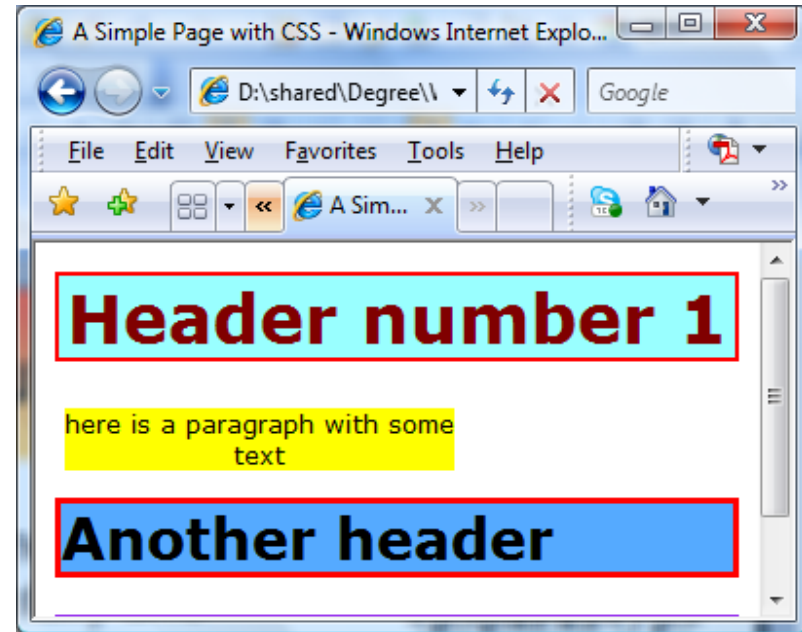 A Simple Page with CSS - Windows Internet Explo...
D:\shared\Degree\\
Google
File Edit View Favorites Tools Help
A Sim...
Header number 1
here is a paragraph with some
text
Another header